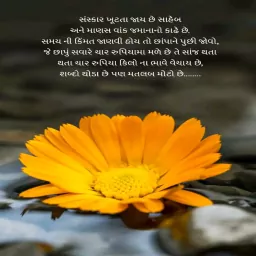 સંસ્કાર ખુટતા જાય છે સાહેબ
અને માણસ વાંક જમાનાનો કાઢે છે.
સમય ની કિંમત જાણવી હોય તો છાંપાને પુછી જોવો,
જે છાપું સવારે ચાર રુપિયામાં મળે છે તે સાંજ થતા
થતા ચાર રુપિયા કિલો ના ભાવે વેચાય છે,
શબ્દો થોડા છે પણ મતલબ મોટો છે........